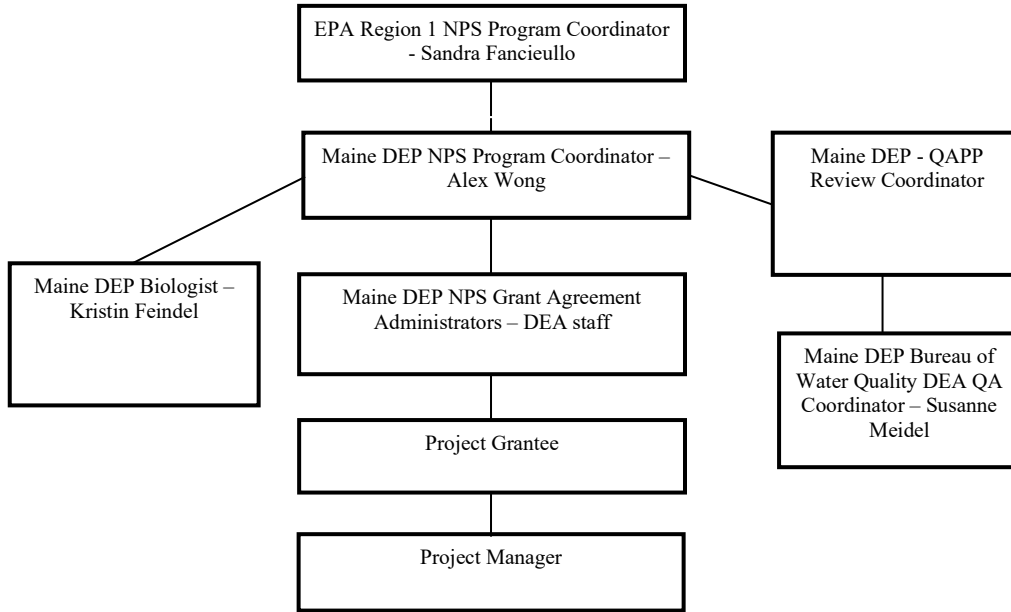 EPA Region 1 NPS Program Coordinator
- Sandra Fancieullo
Maine DEP NPS Program Coordinator –
Alex Wong
Maine DEP - QAPP
Review Coordinator
Maine DEP Biologist –
Kristin Feindel
Maine DEP NPS Grant Agreement
Administrators – DEA staff
Maine DEP Bureau of
Water Quality DEA QA
Coordinator – Susanne
Meidel
Project Grantee
Project Manager